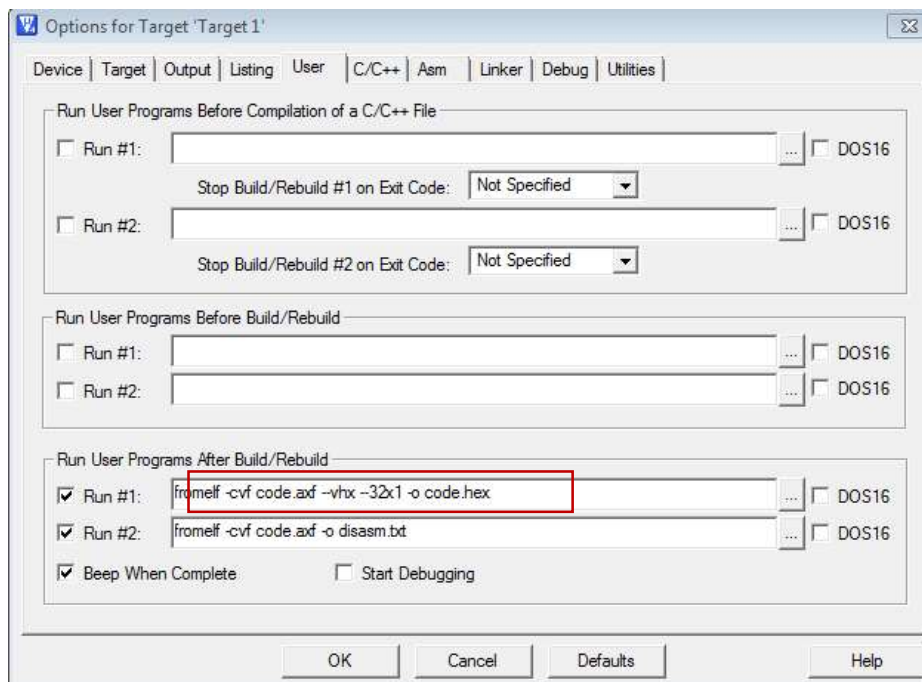 Options for Target 'Target 1'
Device Target Output Listing User C/C++ Asm Linker Debug Utilities
Run User Programs Before Compilation of a C/C++ File
Run #1: ... DOS16
Stop Build/Rebuild #1 on Exit Code: Not Specified
Run #2: ... DOS16
Stop Build/Rebuild #2 on Exit Code: Not Specified
Run User Programs Before Build/Rebuild
Run #1: ... DOS16
Run #2: ... DOS16
Run User Programs After Build/Rebuild
Run #1: fromelf -cvf code.axf --vhx --32x1 -o code.hex ... DOS16
Run #2: fromelf -cvf code.axf -o disasm.txt ... DOS16
Beep When Complete Start Debugging
OK Cancel Defaults Help